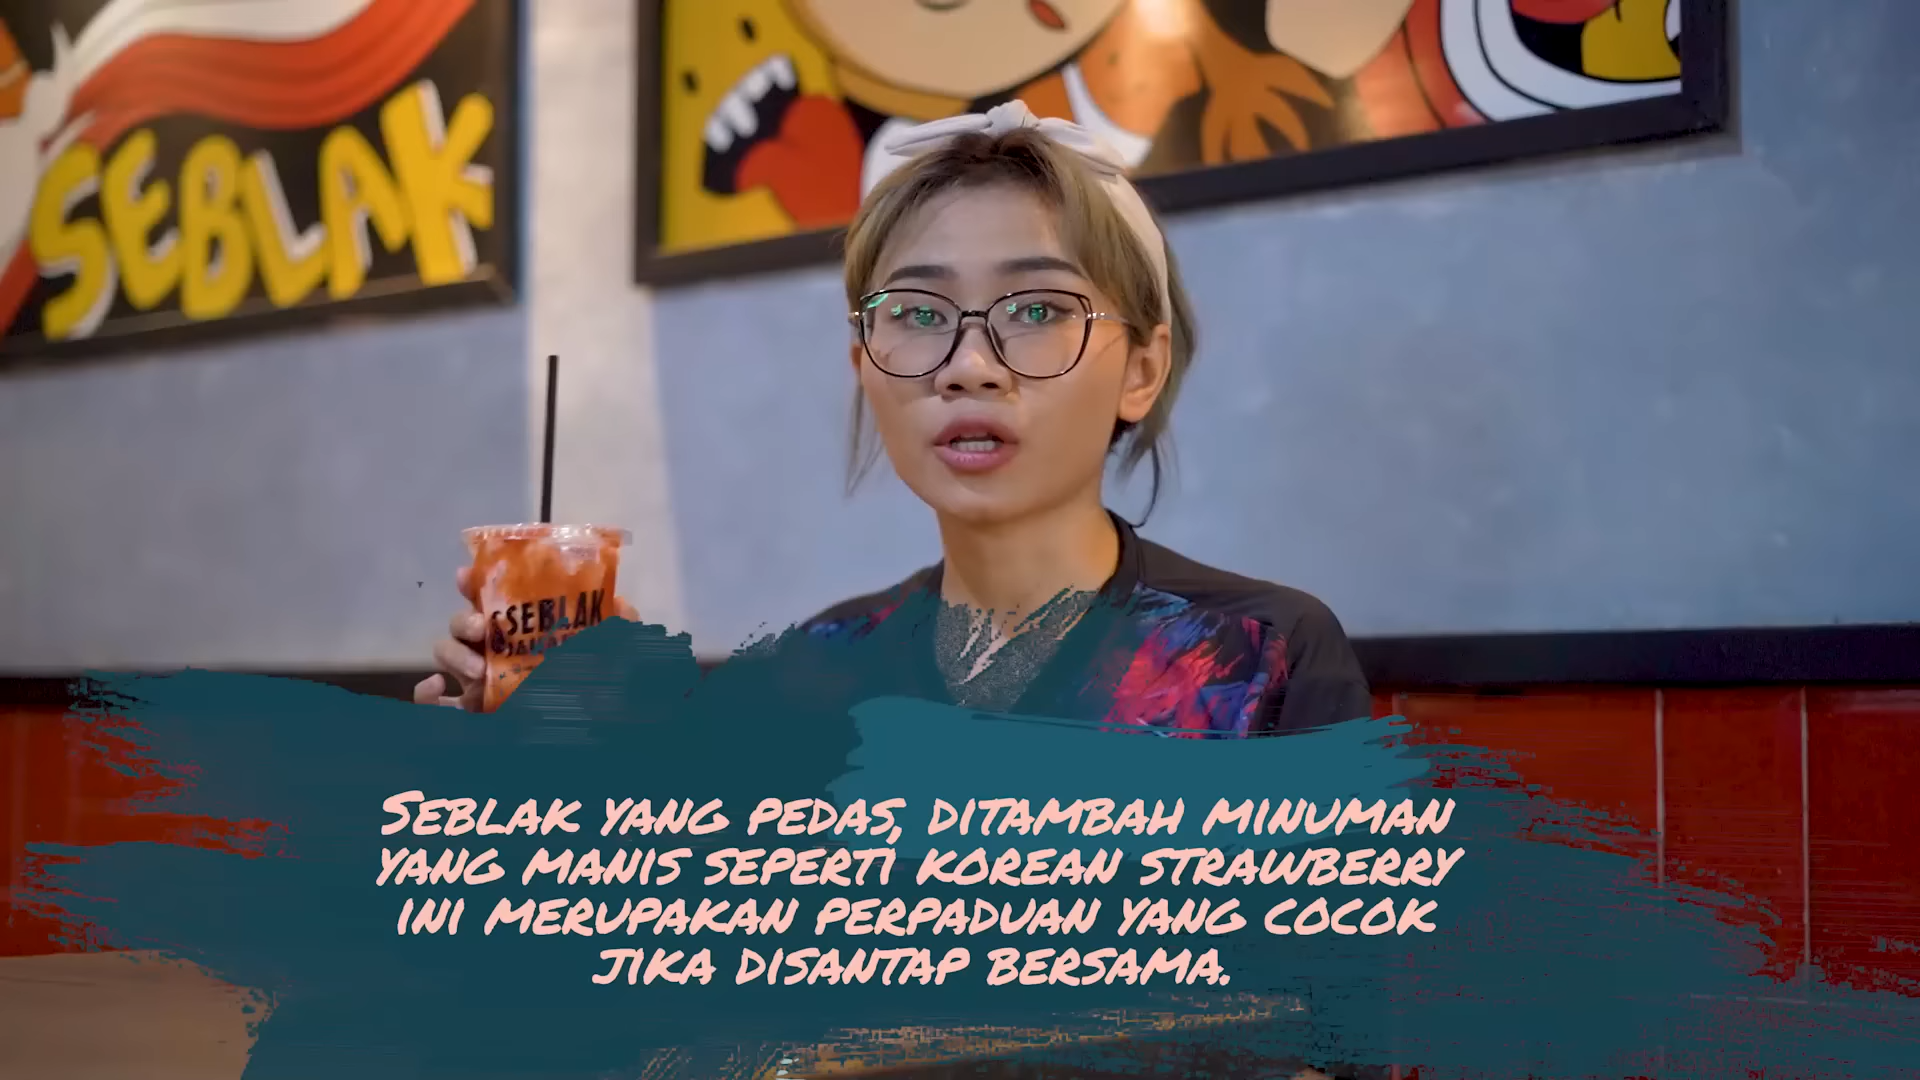 SEBLAK
SEBLAK
SEBLAK YANG PEDAS, DITAMBAH MINUMAN
YANG MANIS SEPERTI KOREAN STRAWBERRY
INI MERUPAKAN PERPADUAN YANG COCOK
JIKA DISANTAP BERSAMA.